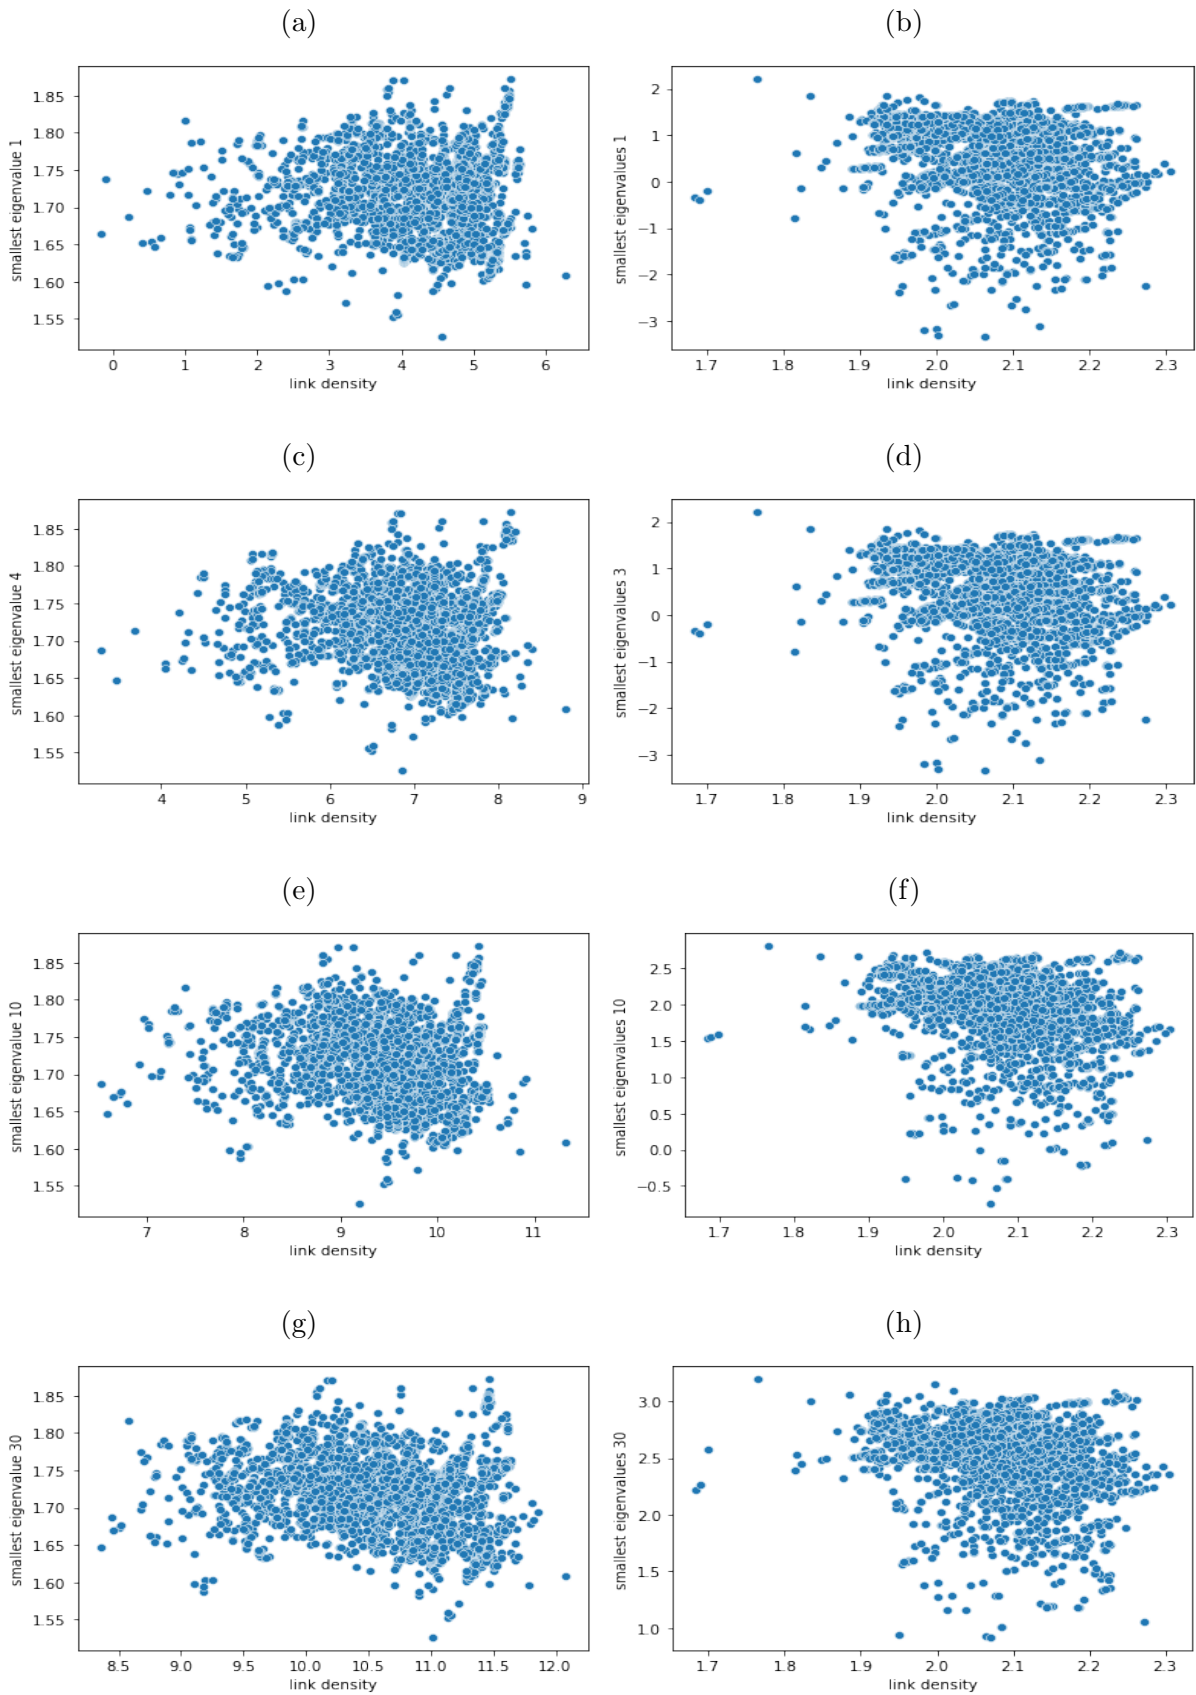 (a)
(b)
smallest eigenvalue 1
1.85
1.80
1.75
1.70
1.65
1.60
1.55
0 1 2 3 4 5 6
link density
smallest eigenvalues 1
2
1
0
−1
−2
−3
1.7 1.8 1.9 2.0 2.1 2.2 2.3
link density
(c)
(d)
smallest eigenvalue 4
1.85
1.80
1.75
1.70
1.65
1.60
1.55
4 5 6 7 8 9
link density
smallest eigenvalues 3
2
1
0
−1
−2
−3
1.7 1.8 1.9 2.0 2.1 2.2 2.3
link density
(e)
(f)
smallest eigenvalue 10
1.85
1.80
1.75
1.70
1.65
1.60
1.55
7 8 9 10 11
link density
smallest eigenvalues 10
2.5
2.0
1.5
1.0
0.5
0.0
−0.5
1.7 1.8 1.9 2.0 2.1 2.2 2.3
link density
(g)
(h)
smallest eigenvalue 30
1.85
1.80
1.75
1.70
1.65
1.60
1.55
8.5 9.0 9.5 10.0 10.5 11.0 11.5 12.0
link density
smallest eigenvalues 30
3.0
2.5
2.0
1.5
1.0
1.7 1.8 1.9 2.0 2.1 2.2 2.3
link density